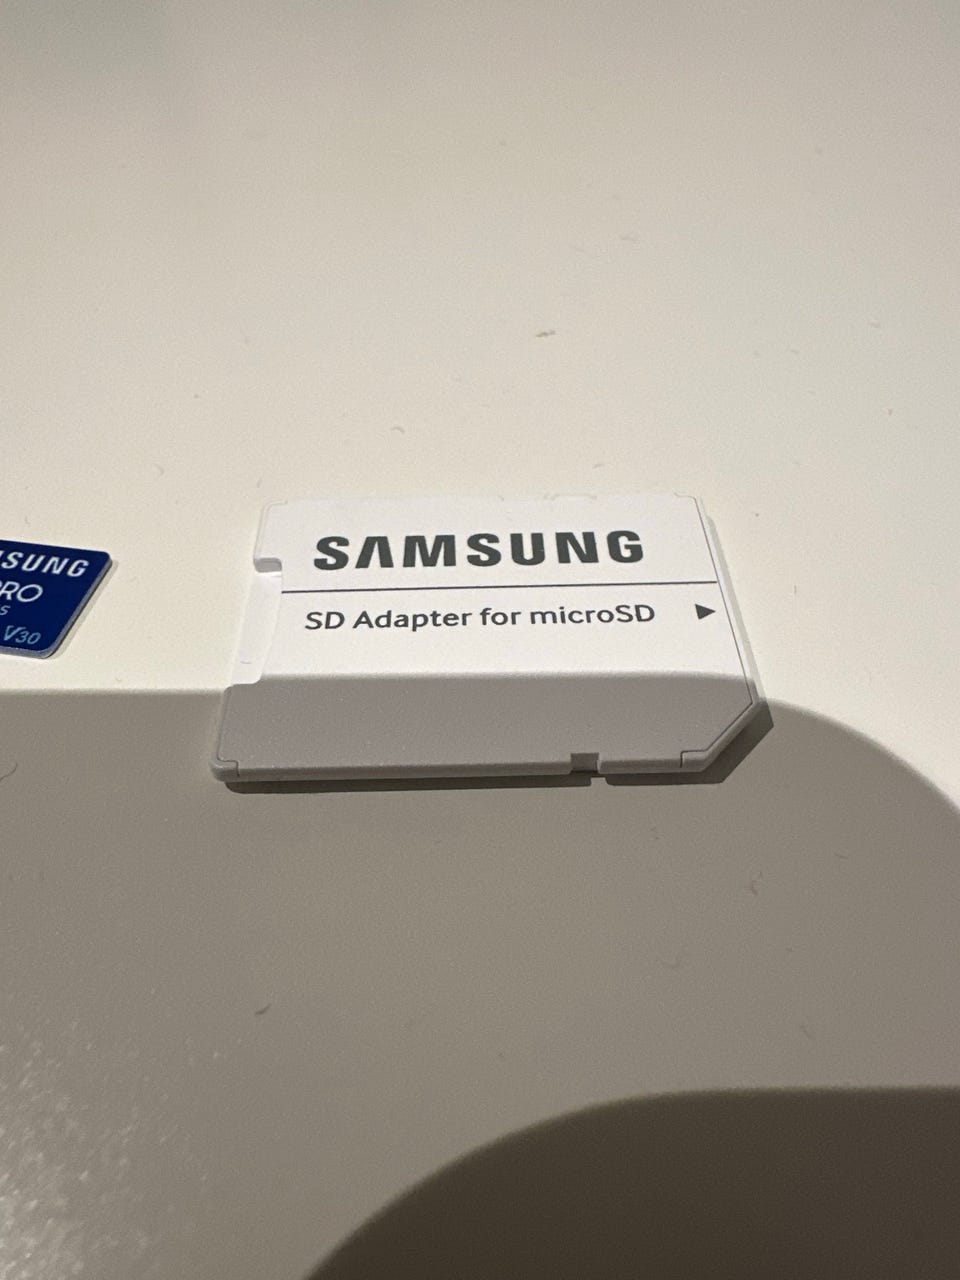 SAMSUNG
SD Adapter for microSD
SUNG
RO
V30